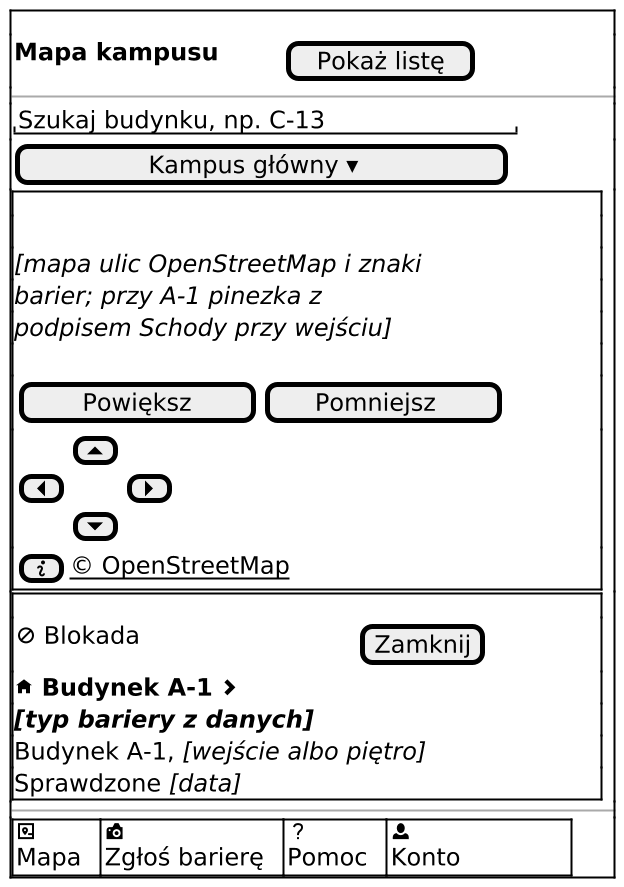 Mapa kampusu
Pokaż listę
Szukaj budynku, np. C-13
Kampus główny ▾
[mapa ulic OpenStreetMap i znaki
barier; przy A-1 pinezka z
podpisem Schody przy wejściu]
Powiększ
Pomniejsz
© OpenStreetMap
Blokada
Zamknij
Budynek A-1
[typ bariery z danych]
Budynek A-1, [wejście albo piętro]
Sprawdzone [data]
Mapa
Zgłoś barierę
?
Pomoc
Konto